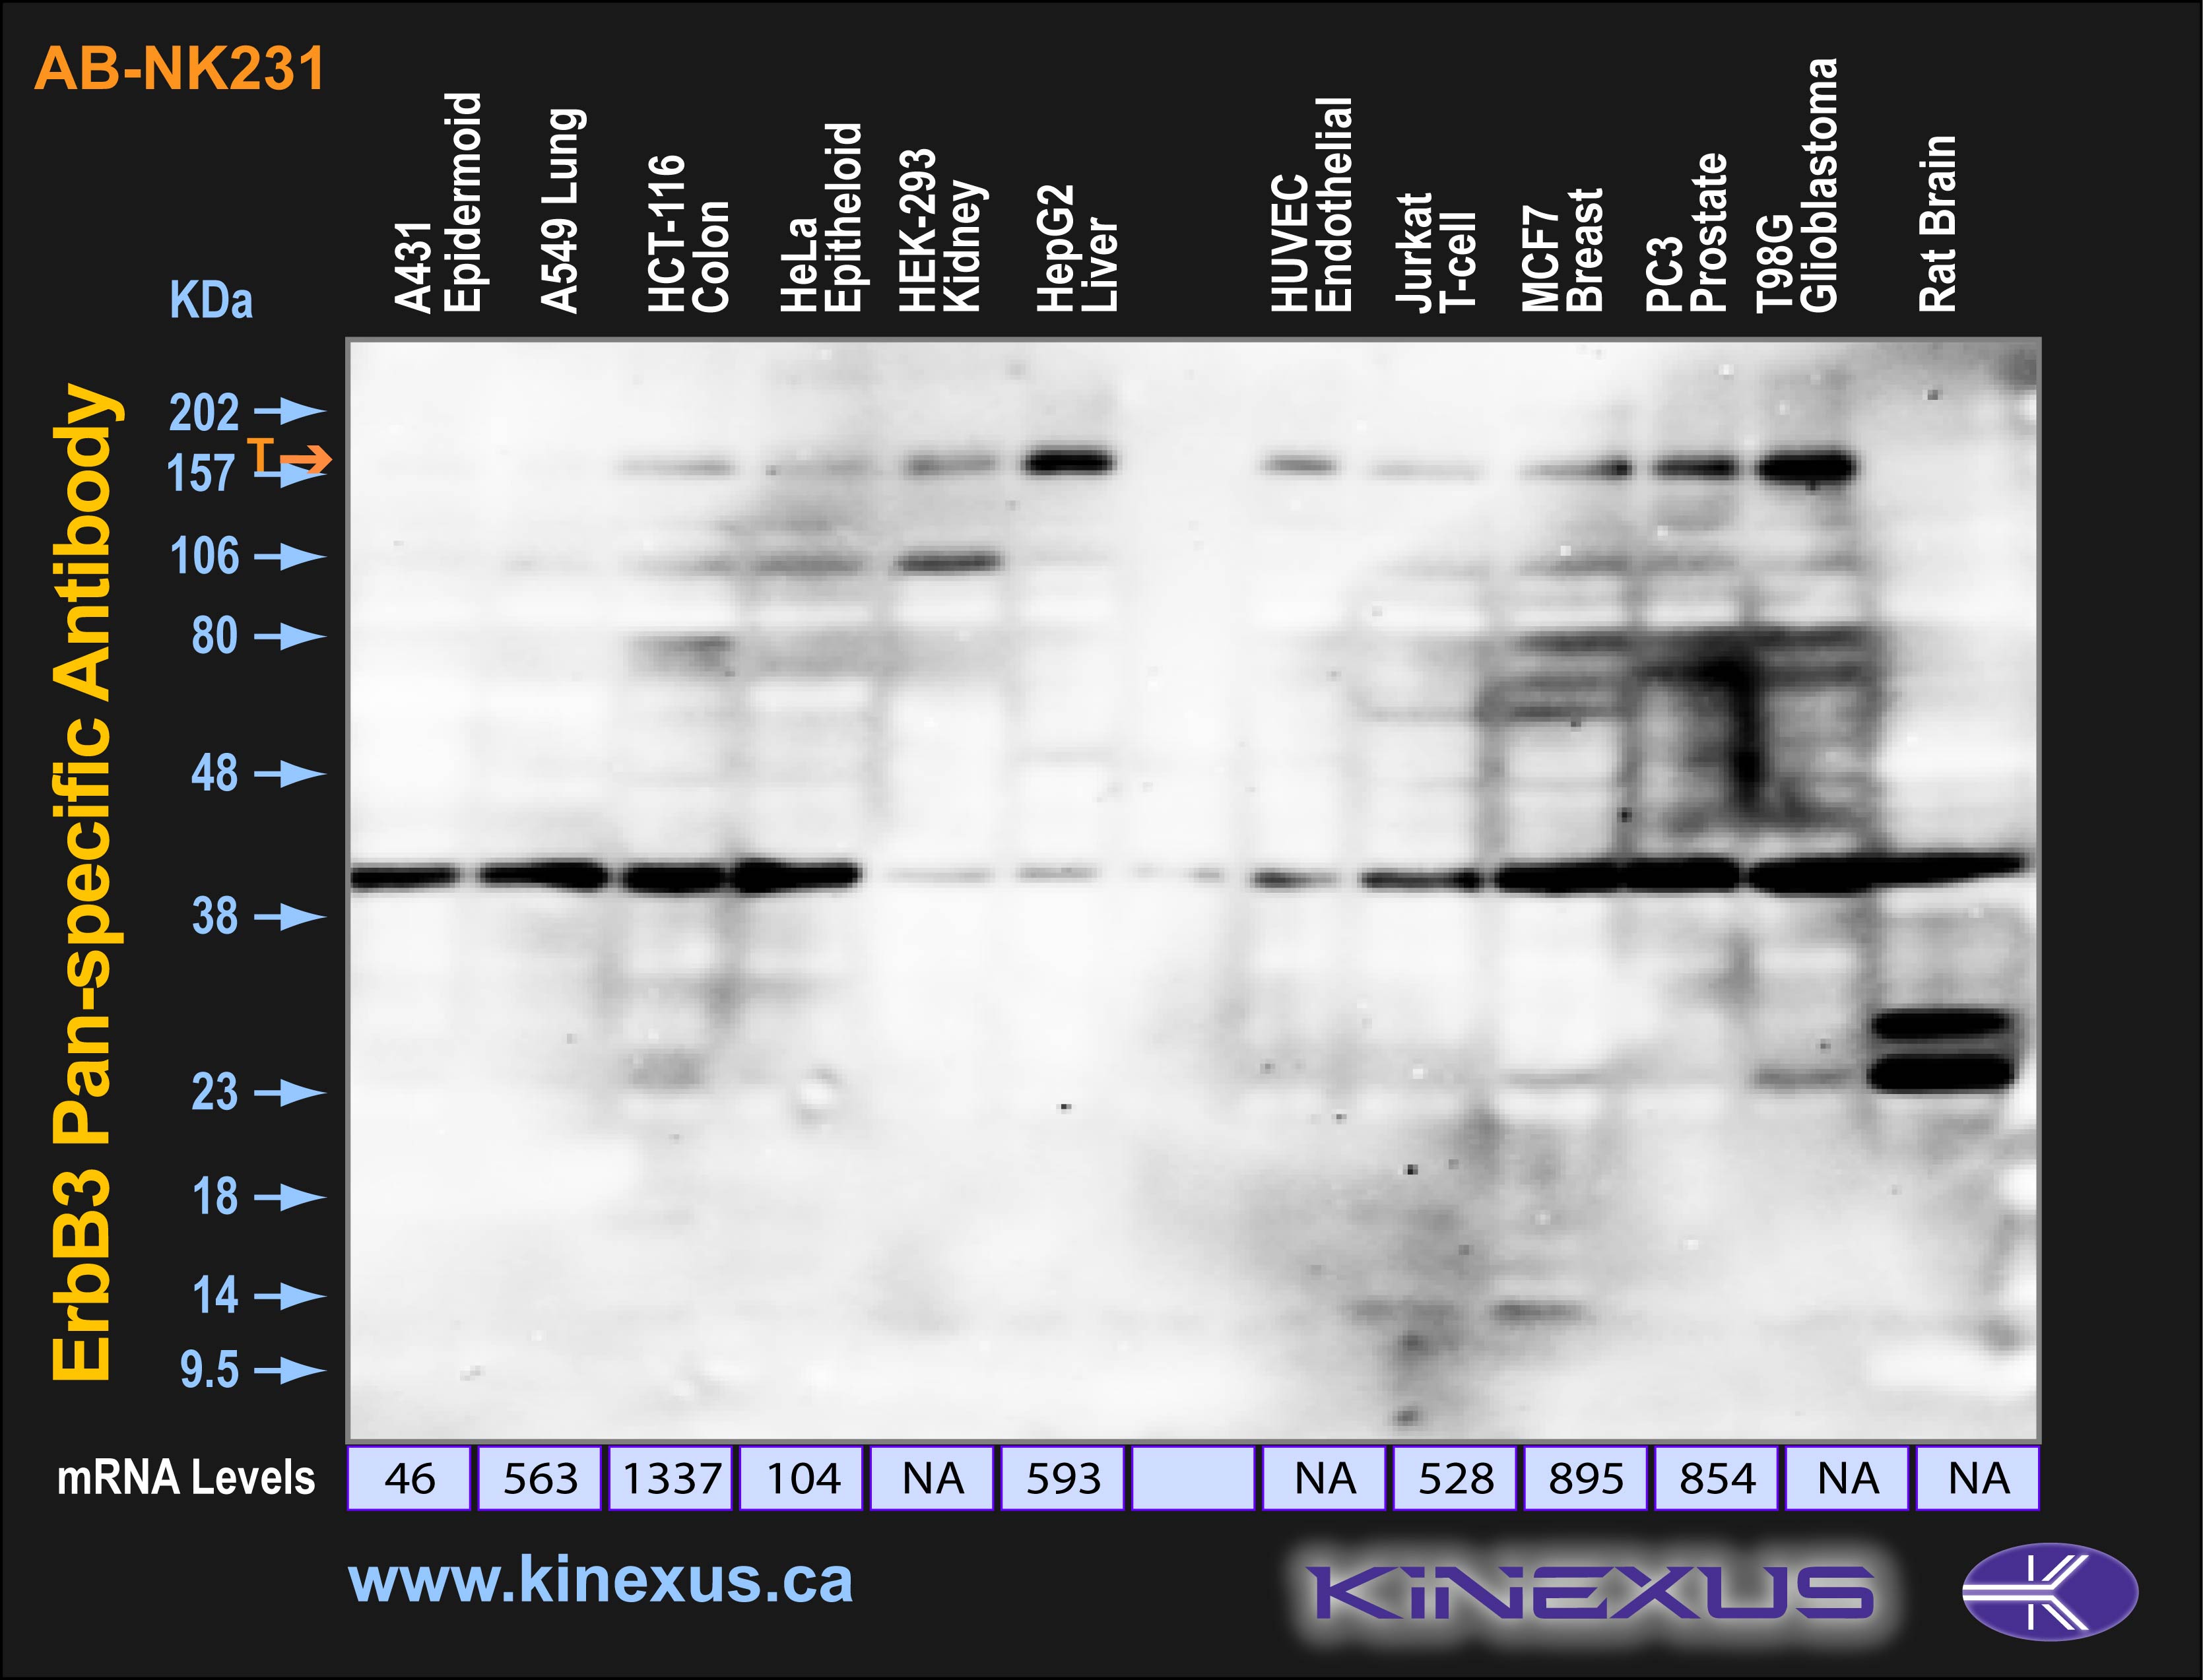 AB-NK231
A431
Epidermoid
A549 Lung
HCT-116
Colon
HeLa
Epitheloid
HEK-293
Kidney
HepG2
Liver
HUVEC
Endothelial
Jurkat
T-cell
MCF7
Breast
PC3
Prostate
T98G
Glioblastoma
Rat Brain
KDa
ErbB3 Pan-specific Antibody
202
T
157
106
80
48
38
23
18
14
9.5
mRNA Levels 46 563 1337 104 NA 593 NA 528 895 854 NA NA
www.kinexus.ca
KiNEXUS
K